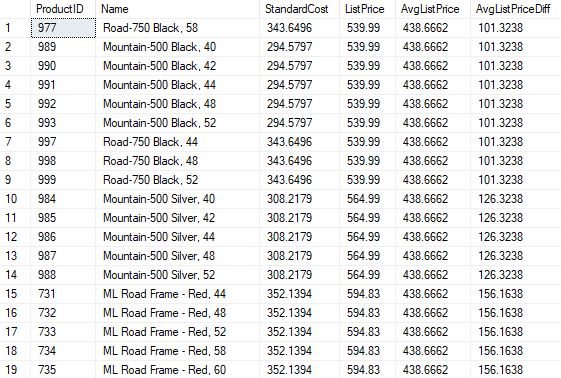 ProductID Name StandardCost ListPrice AvgListPrice AvgListPriceDiff
1 977 Road-750 Black, 58 343.6496 539.99 438.6662 101.3238
2 989 Mountain-500 Black, 40 294.5797 539.99 438.6662 101.3238
3 990 Mountain-500 Black, 42 294.5797 539.99 438.6662 101.3238
4 991 Mountain-500 Black, 44 294.5797 539.99 438.6662 101.3238
5 992 Mountain-500 Black, 48 294.5797 539.99 438.6662 101.3238
6 993 Mountain-500 Black, 52 294.5797 539.99 438.6662 101.3238
7 997 Road-750 Black, 44 343.6496 539.99 438.6662 101.3238
8 998 Road-750 Black, 48 343.6496 539.99 438.6662 101.3238
9 999 Road-750 Black, 52 343.6496 539.99 438.6662 101.3238
10 984 Mountain-500 Silver, 40 308.2179 564.99 438.6662 126.3238
11 985 Mountain-500 Silver, 42 308.2179 564.99 438.6662 126.3238
12 986 Mountain-500 Silver, 44 308.2179 564.99 438.6662 126.3238
13 987 Mountain-500 Silver, 48 308.2179 564.99 438.6662 126.3238
14 988 Mountain-500 Silver, 52 308.2179 564.99 438.6662 126.3238
15 731 ML Road Frame - Red, 44 352.1394 594.83 438.6662 156.1638
16 732 ML Road Frame - Red, 48 352.1394 594.83 438.6662 156.1638
17 733 ML Road Frame - Red, 52 352.1394 594.83 438.6662 156.1638
18 734 ML Road Frame - Red, 58 352.1394 594.83 438.6662 156.1638
19 735 ML Road Frame - Red, 60 352.1394 594.83 438.6662 156.1638